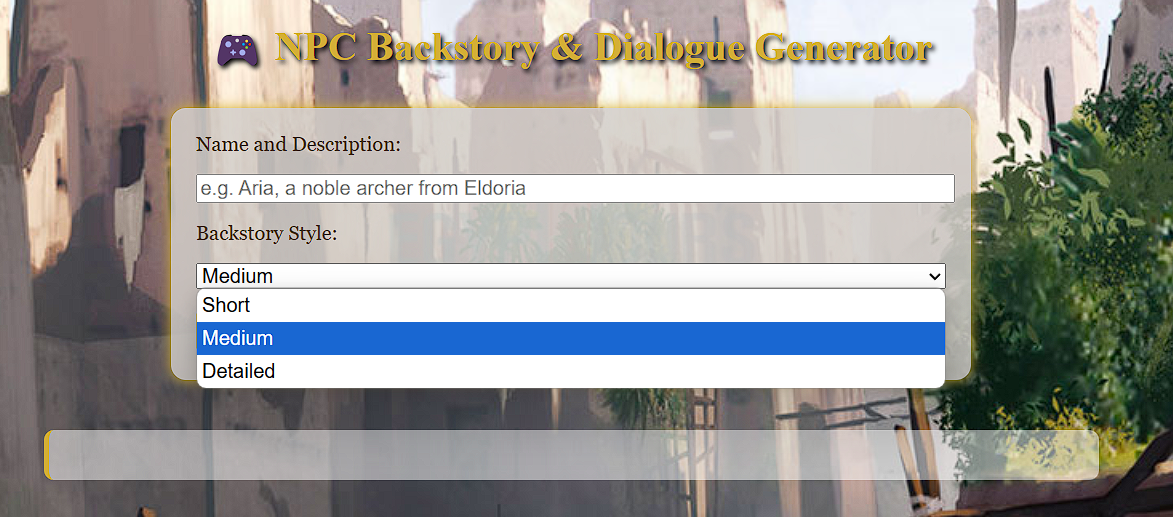 🎮 NPC Backstory & Dialogue Generator
Name and Description:
e.g. Aria, a noble archer from Eldoria
Backstory Style:
Medium
Short
Medium
Detailed